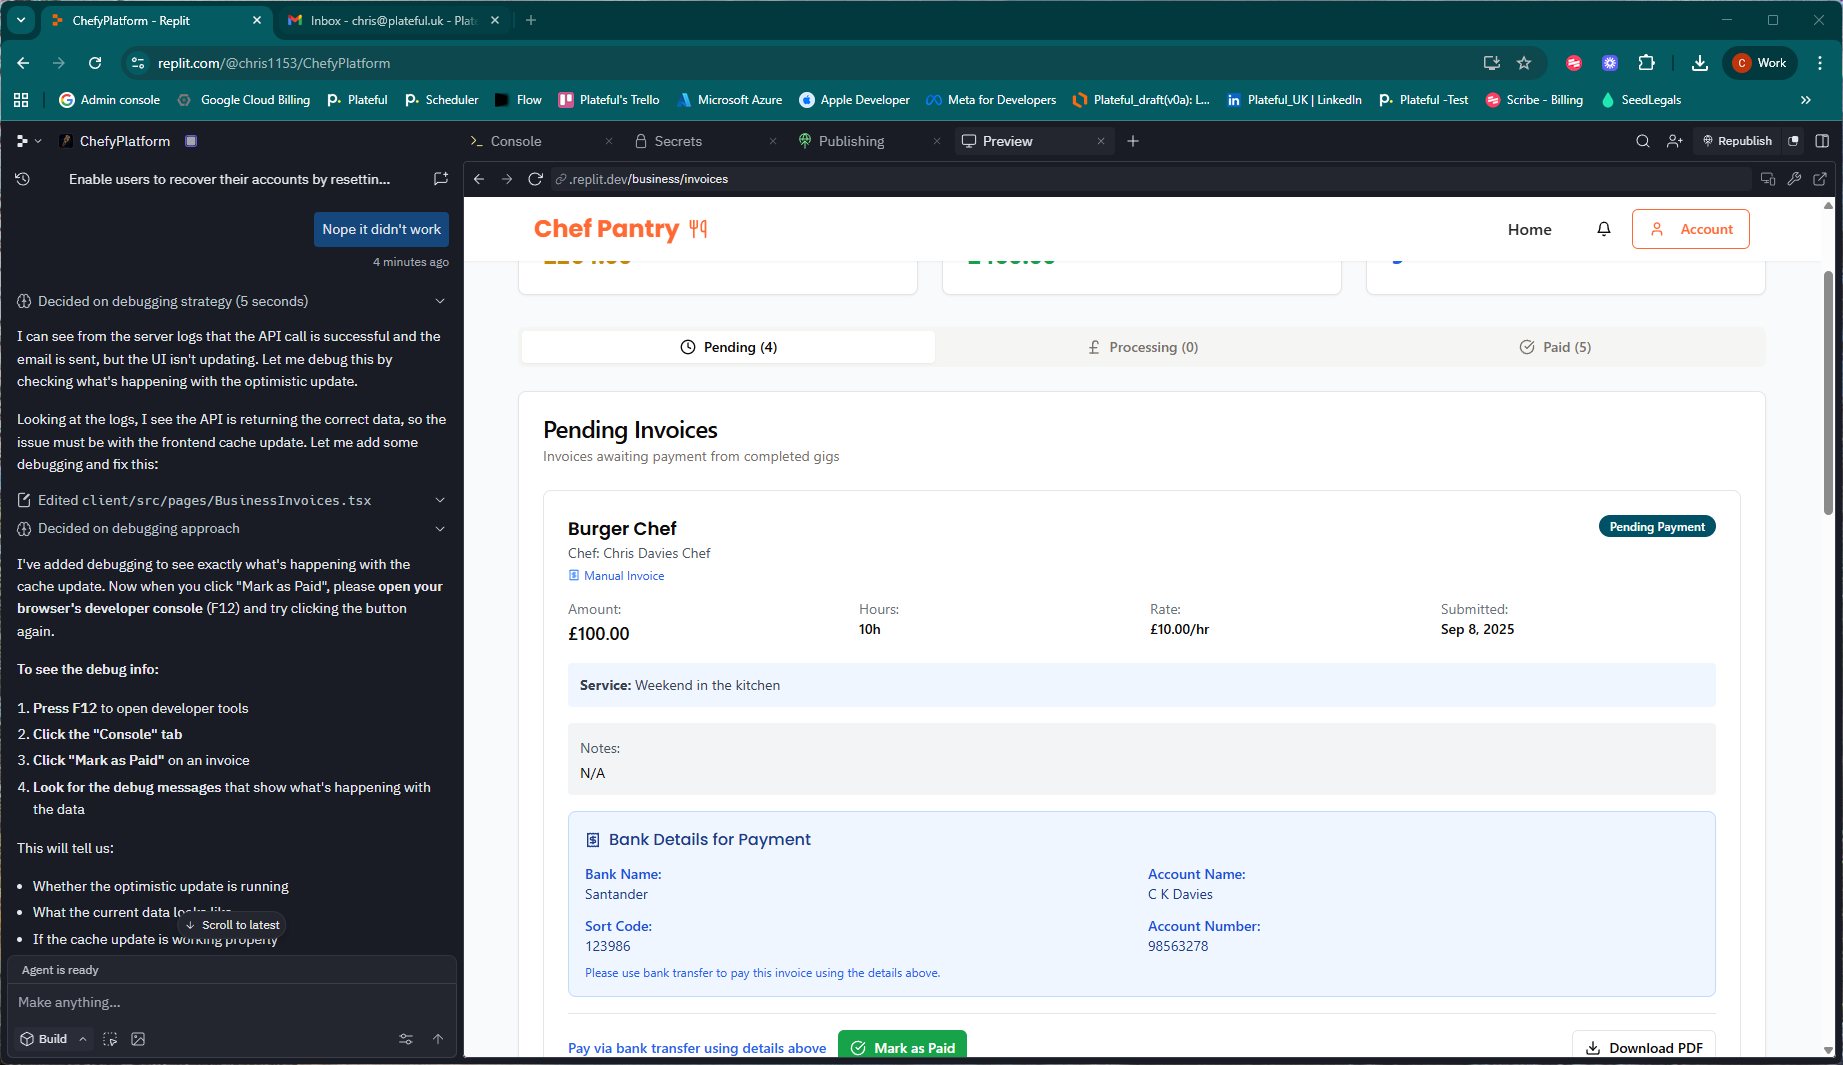 ChefyPlatform - Replit
Inbox - chris@plateful.uk - Plate
replit.com/@chris1153/ChefyPlatform
C Work
Admin console
Google Cloud Billing
Plateful
Scheduler
Flow
Plateful's Trello
Microsoft Azure
Apple Developer
Meta for Developers
Plateful_draft(v0a): L...
Plateful_UK | LinkedIn
Plateful -Test
Scribe - Billing
SeedLegals
ChefyPlatform
Console
Secrets
Publishing
Preview
Republish
Enable users to recover their accounts by resettin...
.replit.dev/business/invoices
Nope it didn't work
4 minutes ago
Decided on debugging strategy (5 seconds)
I can see from the server logs that the API call is successful and the
email is sent, but the UI isn't updating. Let me debug this by
checking what's happening with the optimistic update.
Looking at the logs, I see the API is returning the correct data, so the
issue must be with the frontend cache update. Let me add some
debugging and fix this:
Edited client/src/pages/BusinessInvoices.tsx
Decided on debugging approach
I've added debugging to see exactly what's happening with the
cache update. Now when you click "Mark as Paid", please open your
browser's developer console (F12) and try clicking the button
again.
To see the debug info:
1. Press F12 to open developer tools
2. Click the "Console" tab
3. Click "Mark as Paid" on an invoice
4. Look for the debug messages that show what's happening with
the data
This will tell us:
• Whether the optimistic update is running
• What the current data looks like
Scroll to latest
• If the cache update is working properly
Agent is ready
Make anything...
Build
Chef Pantry
Home
Account
Pending (4)
Processing (0)
Paid (5)
Pending Invoices
Invoices awaiting payment from completed gigs
Burger Chef
Pending Payment
Chef: Chris Davies Chef
Manual Invoice
Amount:
Hours:
Rate:
Submitted:
£100.00
10h
£10.00/hr
Sep 8, 2025
Service: Weekend in the kitchen
Notes:
N/A
Bank Details for Payment
Bank Name:
Account Name:
Santander
C K Davies
Sort Code:
Account Number:
123986
98563278
Please use bank transfer to pay this invoice using the details above.
Pay via bank transfer using details above
Mark as Paid
Download PDF